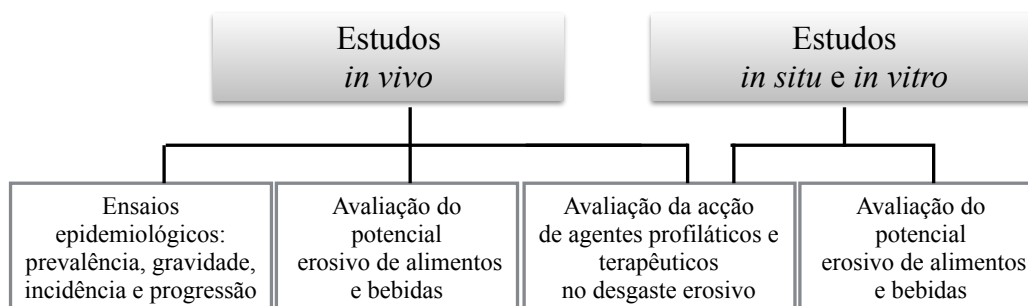 Estudos
in vivo
Estudos
in situ e in vitro
Ensaios
epidemiológicos:
prevalência, gravidade,
incidência e progressão
Avaliação do
potencial
erosivo de alimentos
e bebidas
Avaliação da acção
de agentes profiláticos e
terapêuticos
no desgaste erosivo
Avaliação do
potencial
erosivo de alimentos
e bebidas